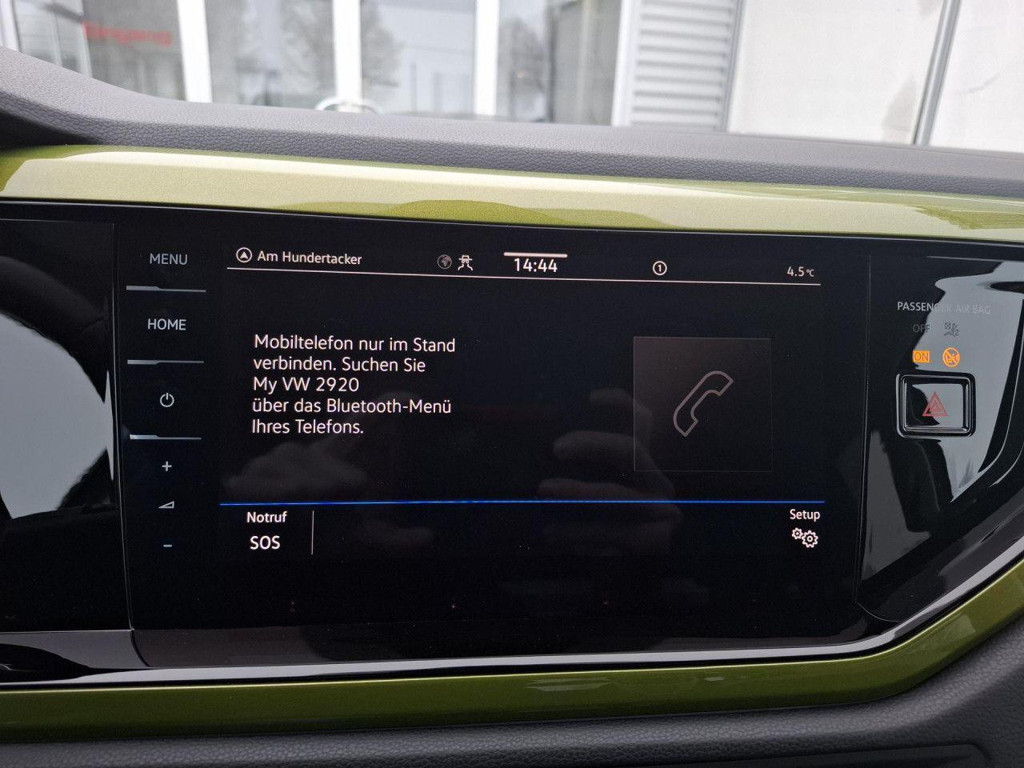 MENU
Am Hundertacker
14:44
1
4.5°C
HOME
Mobiltelefon nur im Stand
verbinden. Suchen Sie
My VW 2920
über das Bluetooth-Menü
Ihres Telefons.
+
-
Notruf
SOS
Setup
PASSENGER AIR BAG
OFF
ON